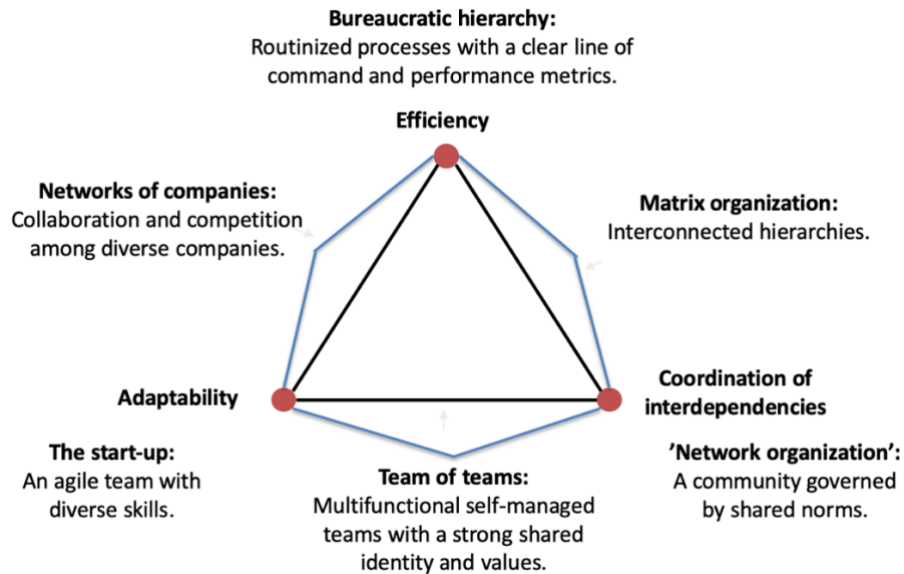 Bureaucratic hierarchy:
Routinized processes with a clear line of
command and performance metrics.
Efficiency
Networks of companies:
Collaboration and competition
among diverse companies.
Matrix organization:
Interconnected hierarchies.
Adaptability
Coordination of
interdependencies
The start-up:
An agile team with
diverse skills.
Team of teams:
Multifunctional self-managed
teams with a strong shared
identity and values.
’Network organization’:
A community governed
by shared norms.